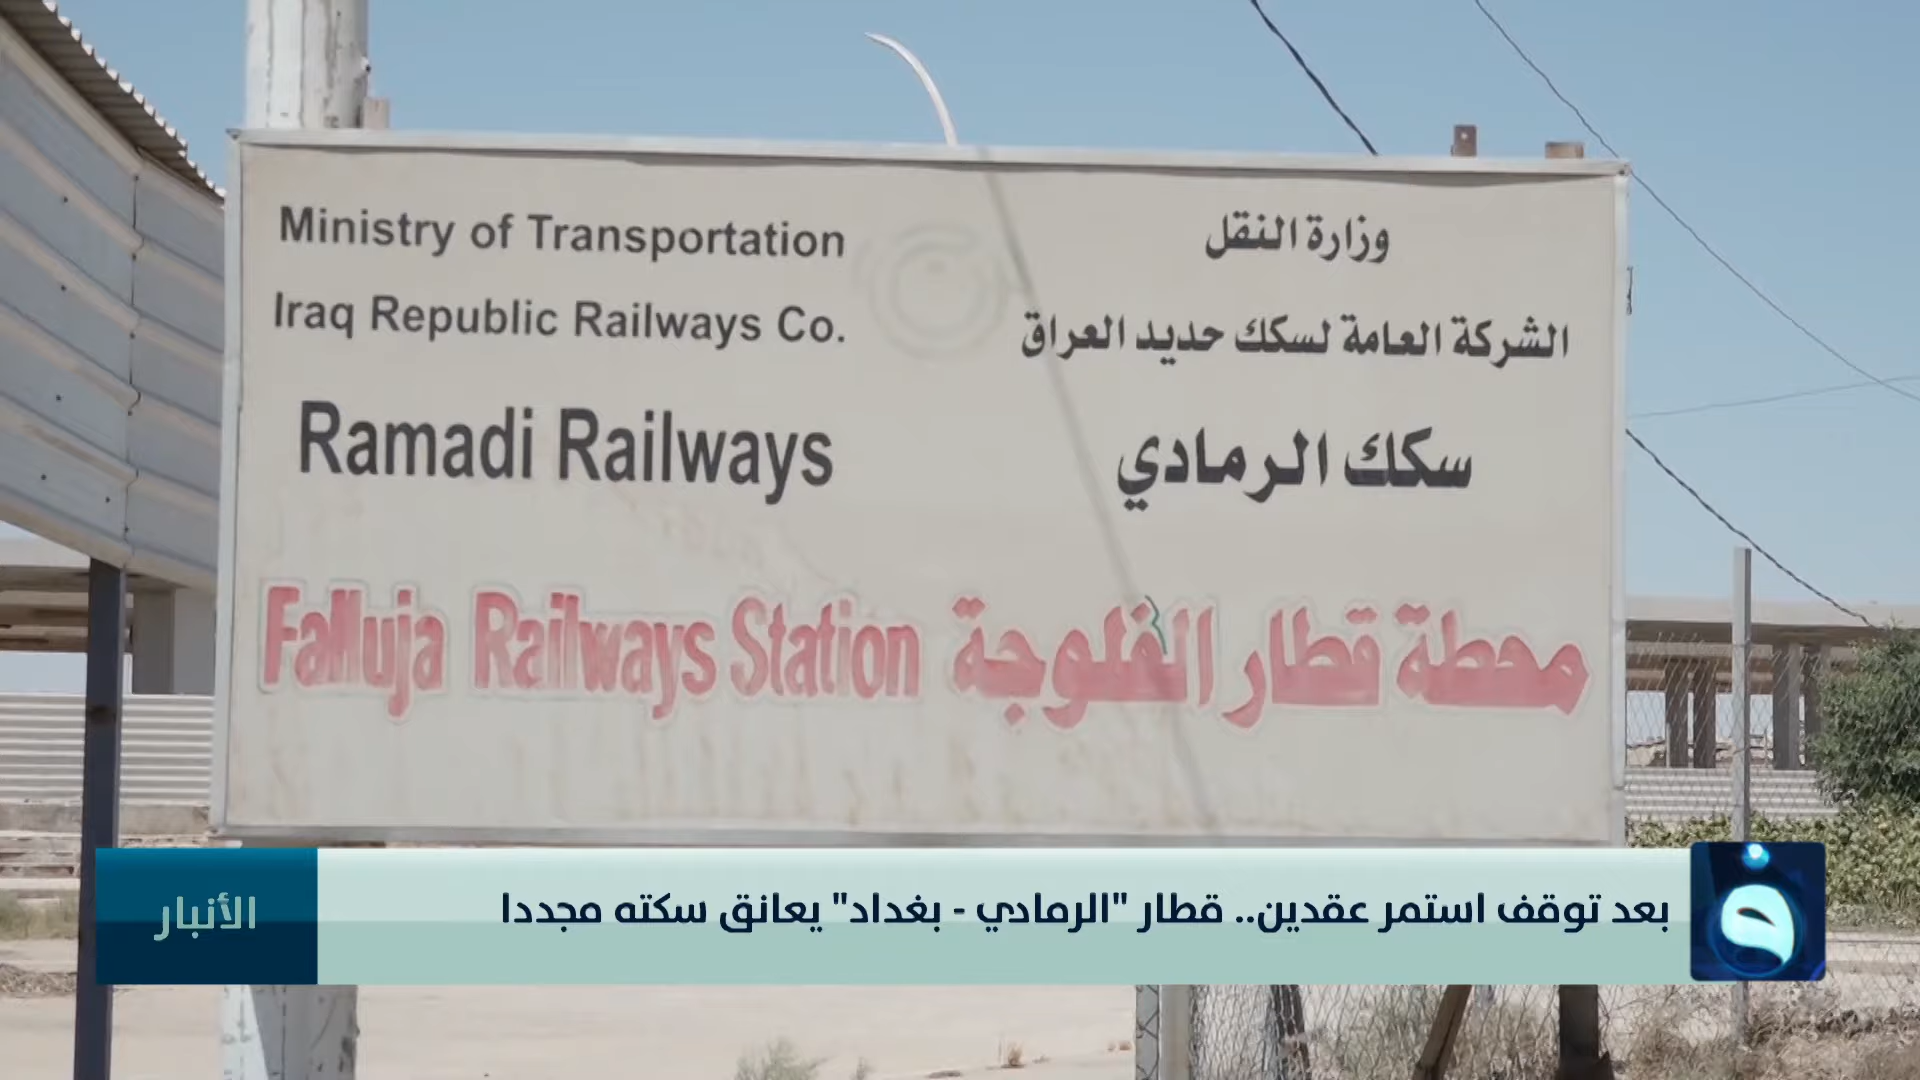 Ministry of Transportation
Iraq Republic Railways Co.
Ramadi Railways
Falluja Railways Station
وزارة النقل
الشركة العامة لسكك حديد العراق
سكك الرمادي
محطة قطار الفلوجة
بعد توقف استمر عقدين.. قطار "الرمادي - بغداد" يعانق سكته مجددا
الأنبار